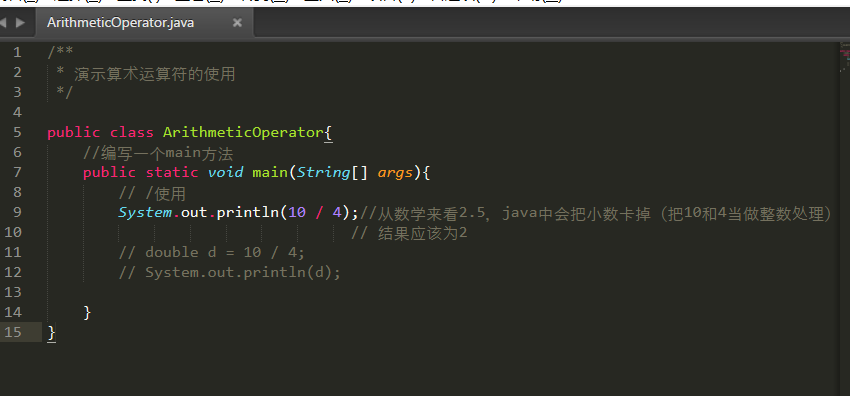 ArithmeticOperator.java
1 /**
2  * 演示算术运算符的使用
3  */
4
5 public class ArithmeticOperator{
6 //编写一个main方法
7 public static void main(String[] args){
8 // /使用
9 System.out.println(10 / 4);//从数学来看2.5，java中会把小数卡掉（把10和4当做整数处理）
10 // 结果应该为2
11 // double d = 10 / 4;
12 // System.out.println(d);
13
14 }
15 }